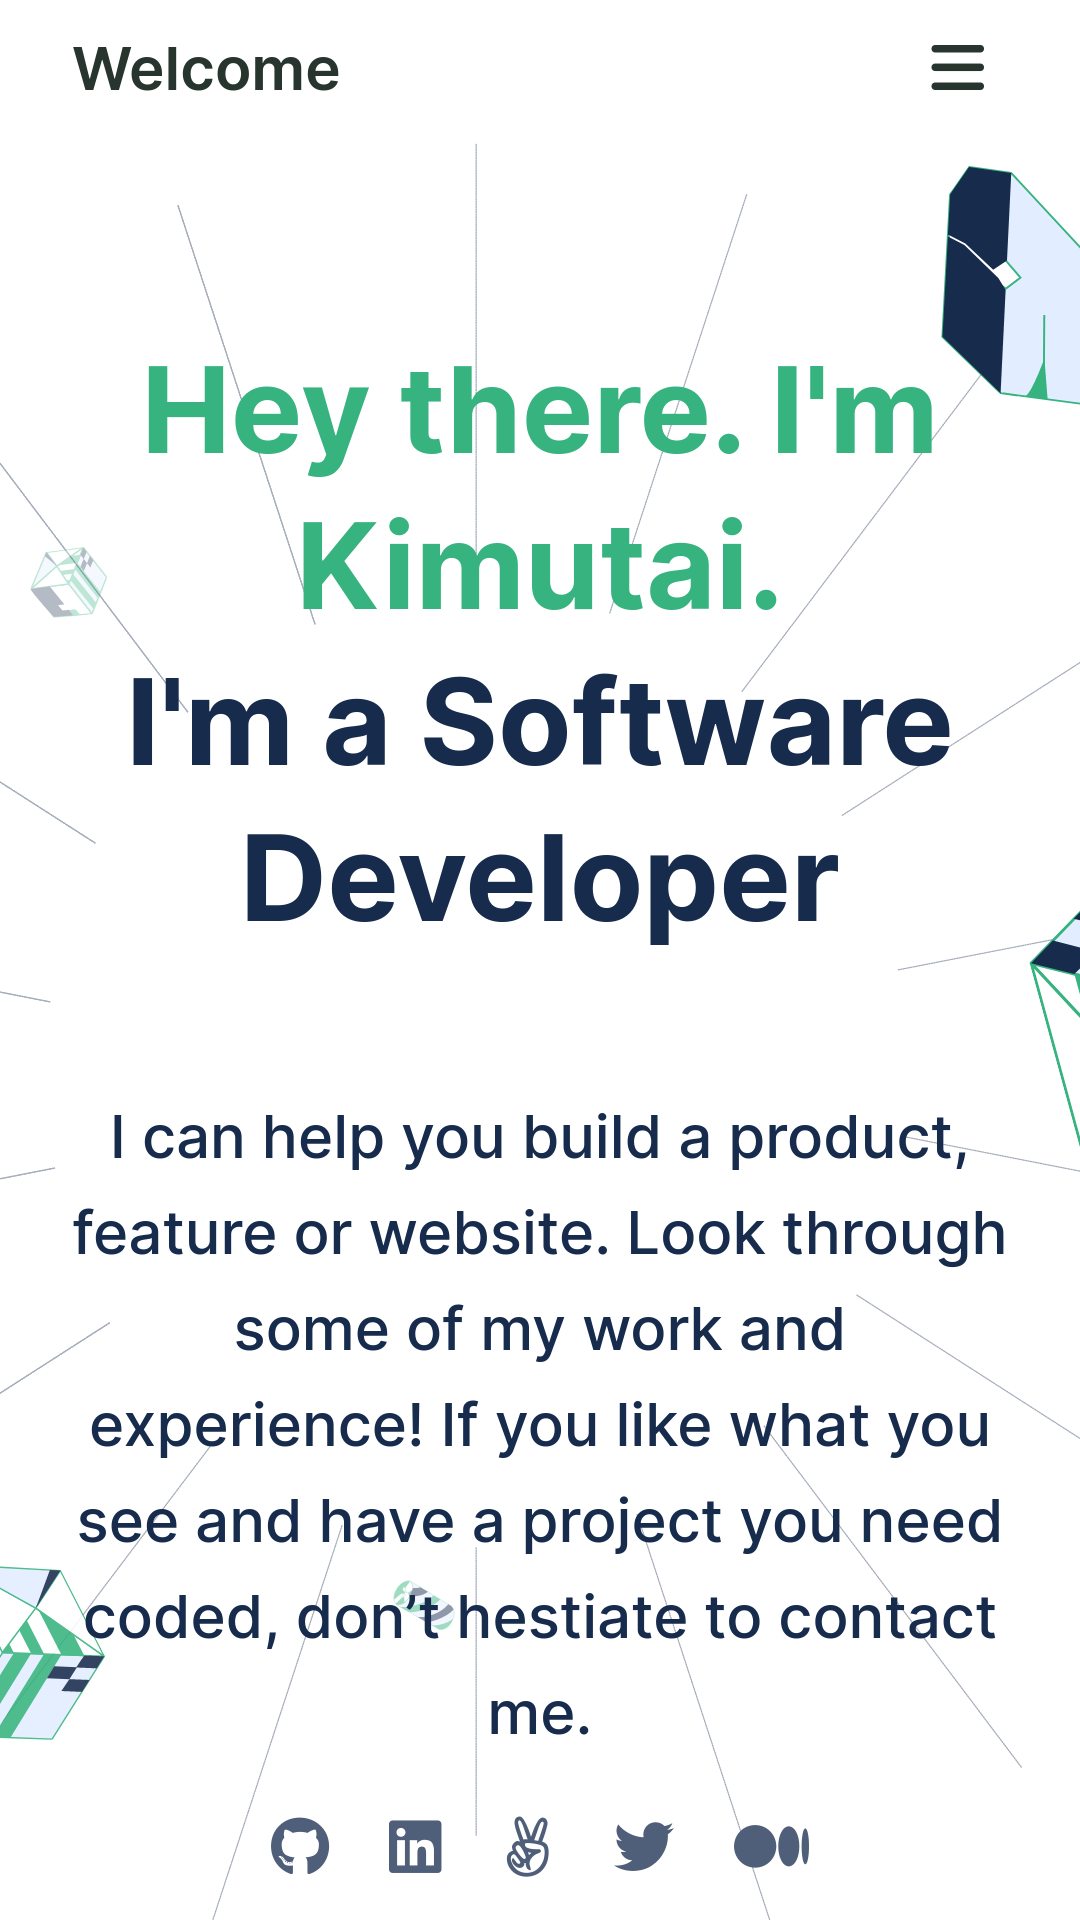 Welcome
Hey there. I'm
Kimutai.
I'm a Software
Developer
I can help you build a product,
feature or website. Look through
some of my work and
experience! If you like what you
see and have a project you need
coded, don’t hestiate to contact
me.